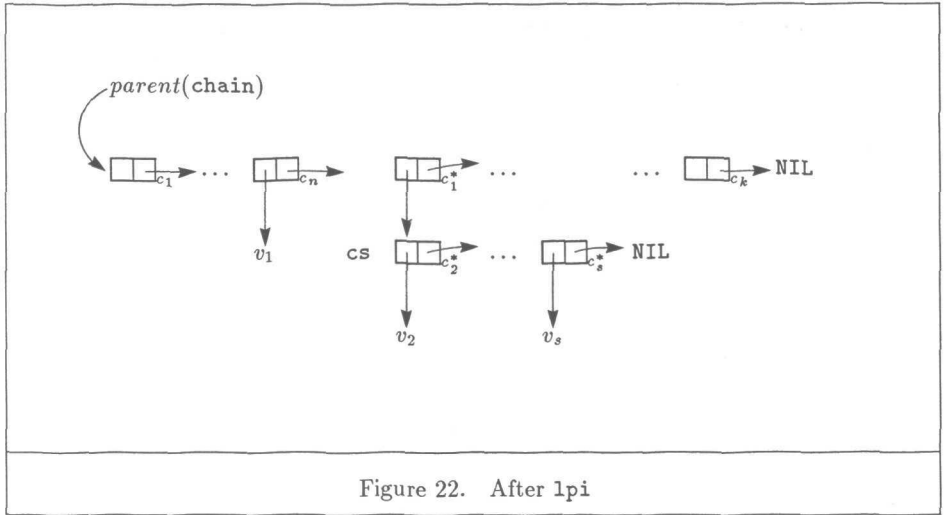 parent(chain)
c₁ ... cₙ c₁* ... ... cₖ NIL
v₁ cs c₂* ... cₛ* NIL
v₂ vₛ
Figure 22. After lpi